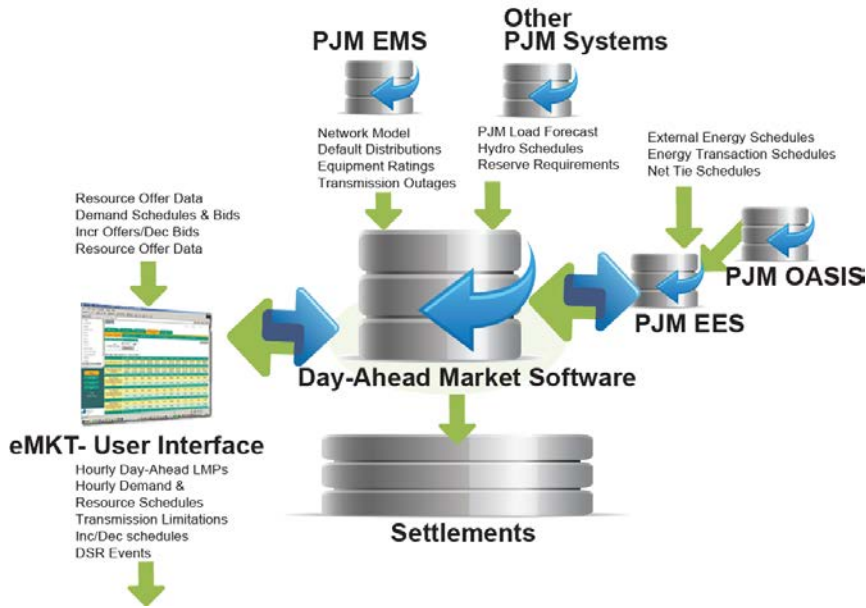 Other
PJM EMS
PJM Systems
Network Model
Default Distributions
Equipment Ratings
Transmission Outages
PJM Load Forecast
Hydro Schedules
Reserve Requirements
External Energy Schedules
Energy Transaction Schedules
Net Tie Schedules
Resource Offer Data
Demand Schedules & Bids
Incr Offers/Dec Bids
Resource Offer Data
PJM OASIS
PJM EES
Day-Ahead Market Software
eMKT- User Interface
Hourly Day-Ahead LMPs
Hourly Demand &
Resource Schedules
Transmission Limitations
Inc/Dec schedules
DSR Events
Settlements